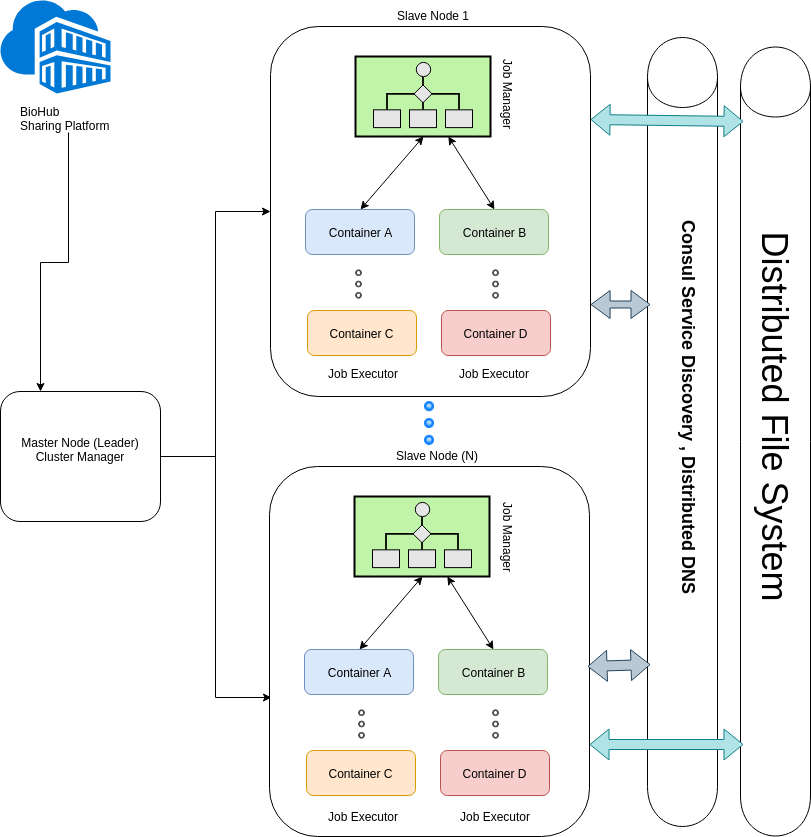 BioHub
Sharing Platform
Slave Node 1
Job Manager
Container A
Container B
Container C
Container D
Job Executor
Job Executor
Master Node (Leader)
Cluster Manager
Slave Node (N)
Job Manager
Container A
Container B
Container C
Container D
Job Executor
Job Executor
Consul Service Discovery , Distributed DNS
Distributed File System